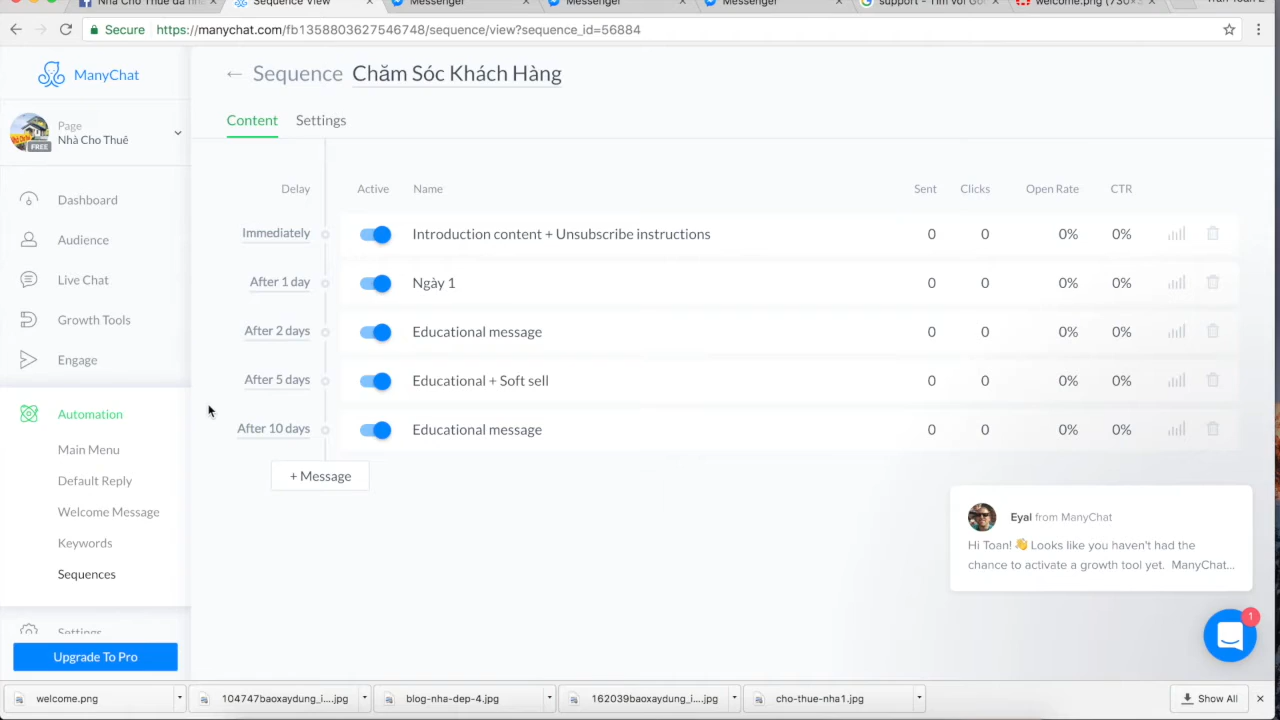 Nhà Cho Thuê đà nh
Sequence View
Messenger
Messenger
Messenger
welcome.png (730×3
Secure https://manychat.com/fb1358803627546748/sequence/view?sequence_id=56884
ManyChat
Page
Nhà Cho Thuê
FREE
Dashboard
Audience
Live Chat
Growth Tools
Engage
Automation
Main Menu
Default Reply
Welcome Message
Keywords
Sequences
Settings
Upgrade To Pro
← Sequence Chăm Sóc Khách Hàng
Content Settings
Delay Active Name Sent Clicks Open Rate CTR
Immediately Introduction content + Unsubscribe instructions 0 0 0% 0%
After 1 day Ngày 1 0 0 0% 0%
After 2 days Educational message 0 0 0% 0%
After 5 days Educational + Soft sell 0 0 0% 0%
After 10 days Educational message 0 0 0% 0%
+ Message
Eyal from ManyChat
Hi Toan! 👋 Looks like you haven't had the
chance to activate a growth tool yet. ManyChat...
1
welcome.png 104747baoxaydung_i....jpg blog-nha-dep-4.jpg 162039baoxaydung_i....jpg cho-thue-nha1.jpg Show All